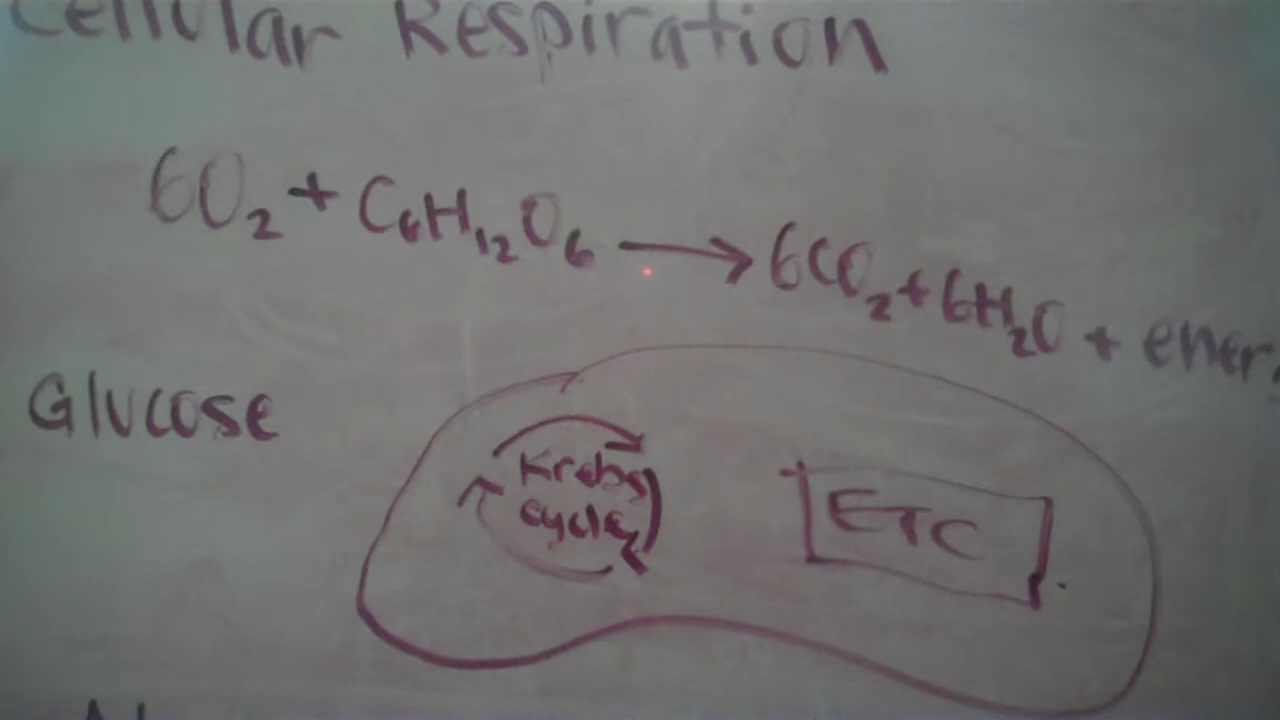 Cellular Respiration
6O₂ + C₆H₁₂O₆ → 6CO₂ + 6H₂O + ener
Glucose
Krebs
cycle
ETC